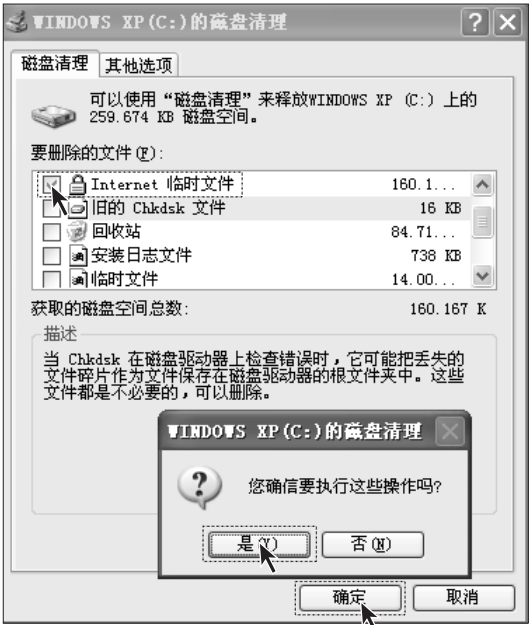 WINDOWS XP(C:)的磁盘清理
磁盘清理 其他选项
可以使用“磁盘清理”来释放WINDOWS XP (C:) 上的
259.674 KB 磁盘空间。
要删除的文件(F):
Internet 临时文件 160.1...
旧的 Chkdsk 文件 16 KB
回收站 84.71...
安装日志文件 738 KB
临时文件 14.00...
获取的磁盘空间总数: 160.167 K
描述
当 Chkdsk 在磁盘驱动器上检查错误时，它可能把丢失的
文件碎片作为文件保存在磁盘驱动器的根文件夹中。这些
文件都是不必要的，可以删除。
WINDOWS XP(C:)的磁盘清理
您确信要执行这些操作吗?
是(Y) 否(N)
确定 取消